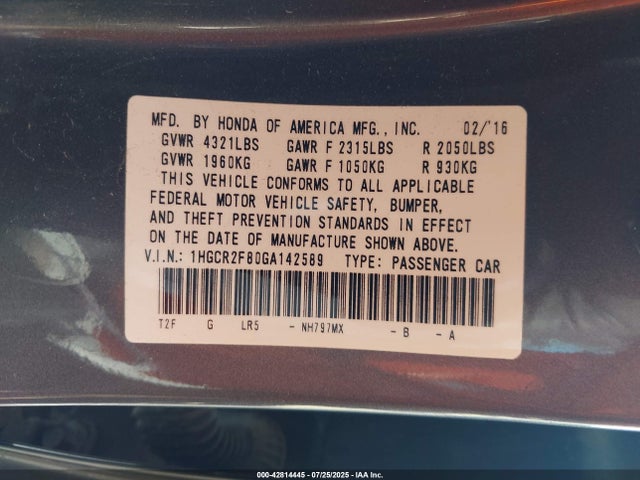 MFD. BY HONDA OF AMERICA MFG., INC. 02/'16
GVWR 4321LBS GAWR F 2315LBS R 2050LBS
GVWR 1960KG GAWR F 1050KG R 930KG
THIS VEHICLE CONFORMS TO ALL APPLICABLE
FEDERAL MOTOR VEHICLE SAFETY, BUMPER,
AND THEFT PREVENTION STANDARDS IN EFFECT
ON THE DATE OF MANUFACTURE SHOWN ABOVE.
V.I.N.: 1HGCR2F80GA142589 TYPE: PASSENGER CAR
T2F G LR5 - NH797MX - B - A
000-42814445 - 07/25/2025 - IAA Inc.